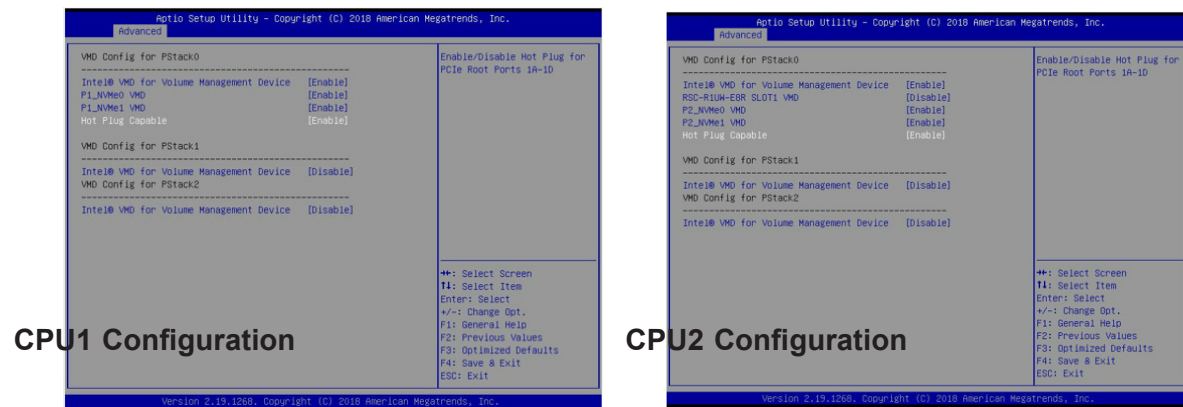 Aptio Setup Utility – Copyright (C) 2018 American Megatrends, Inc.
Advanced
VMD Config for PStack0
Intel® VMD for Volume Management Device [Enable]
P1_NVMe0 VMD [Enable]
P1_NVMe1 VMD [Enable]
Hot Plug Capable [Enable]
VMD Config for PStack1
Intel® VMD for Volume Management Device [Disable]
VMD Config for PStack2
Intel® VMD for Volume Management Device [Disable]
Enable/Disable Hot Plug for
PCIe Root Ports 1A-1D
→←: Select Screen
↑↓: Select Item
Enter: Select
+/-: Change Opt.
F1: General Help
F2: Previous Values
F3: Optimized Defaults
F4: Save & Exit
ESC: Exit
Version 2.19.1268. Copyright (C) 2018 American Megatrends, Inc.
CPU1 Configuration
Aptio Setup Utility – Copyright (C) 2018 American Megatrends, Inc.
Advanced
VMD Config for PStack0
Intel® VMD for Volume Management Device [Enable]
RSC-R1UW-E8R SLOT1 VMD [Disable]
P2_NVMe0 VMD [Enable]
P2_NVMe1 VMD [Enable]
Hot Plug Capable [Enable]
VMD Config for PStack1
Intel® VMD for Volume Management Device [Disable]
VMD Config for PStack2
Intel® VMD for Volume Management Device [Disable]
Enable/Disable Hot Plug for
PCIe Root Ports 1A-1D
→←: Select Screen
↑↓: Select Item
Enter: Select
+/-: Change Opt.
F1: General Help
F2: Previous Values
F3: Optimized Defaults
F4: Save & Exit
ESC: Exit
Version 2.19.1268. Copyright (C) 2018 American Megatrends, Inc.
CPU2 Configuration